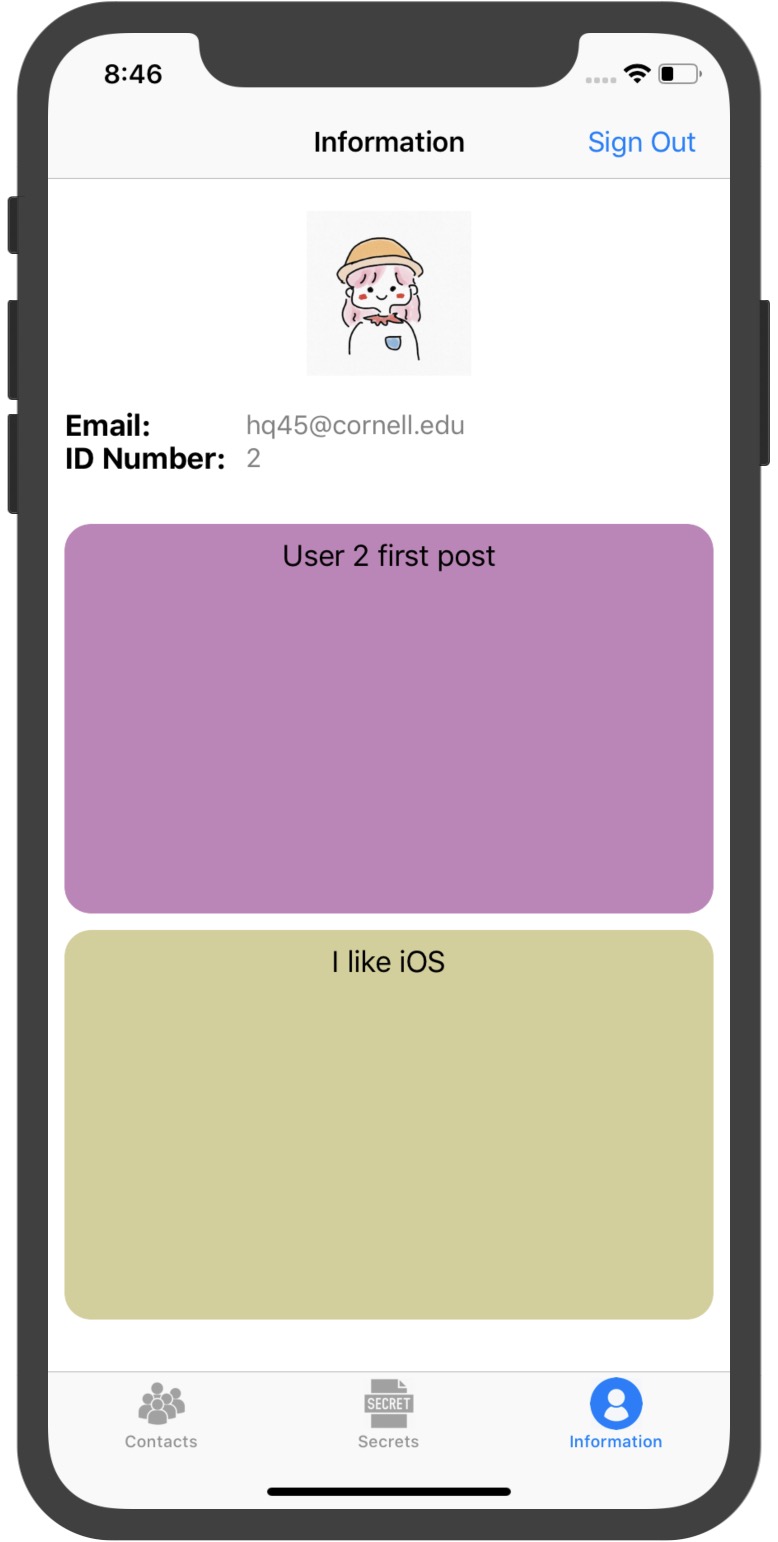 8:46
Information
Sign Out
Email: hq45@cornell.edu
ID Number: 2
User 2 first post
I like iOS
SECRET
Contacts
Secrets
Information